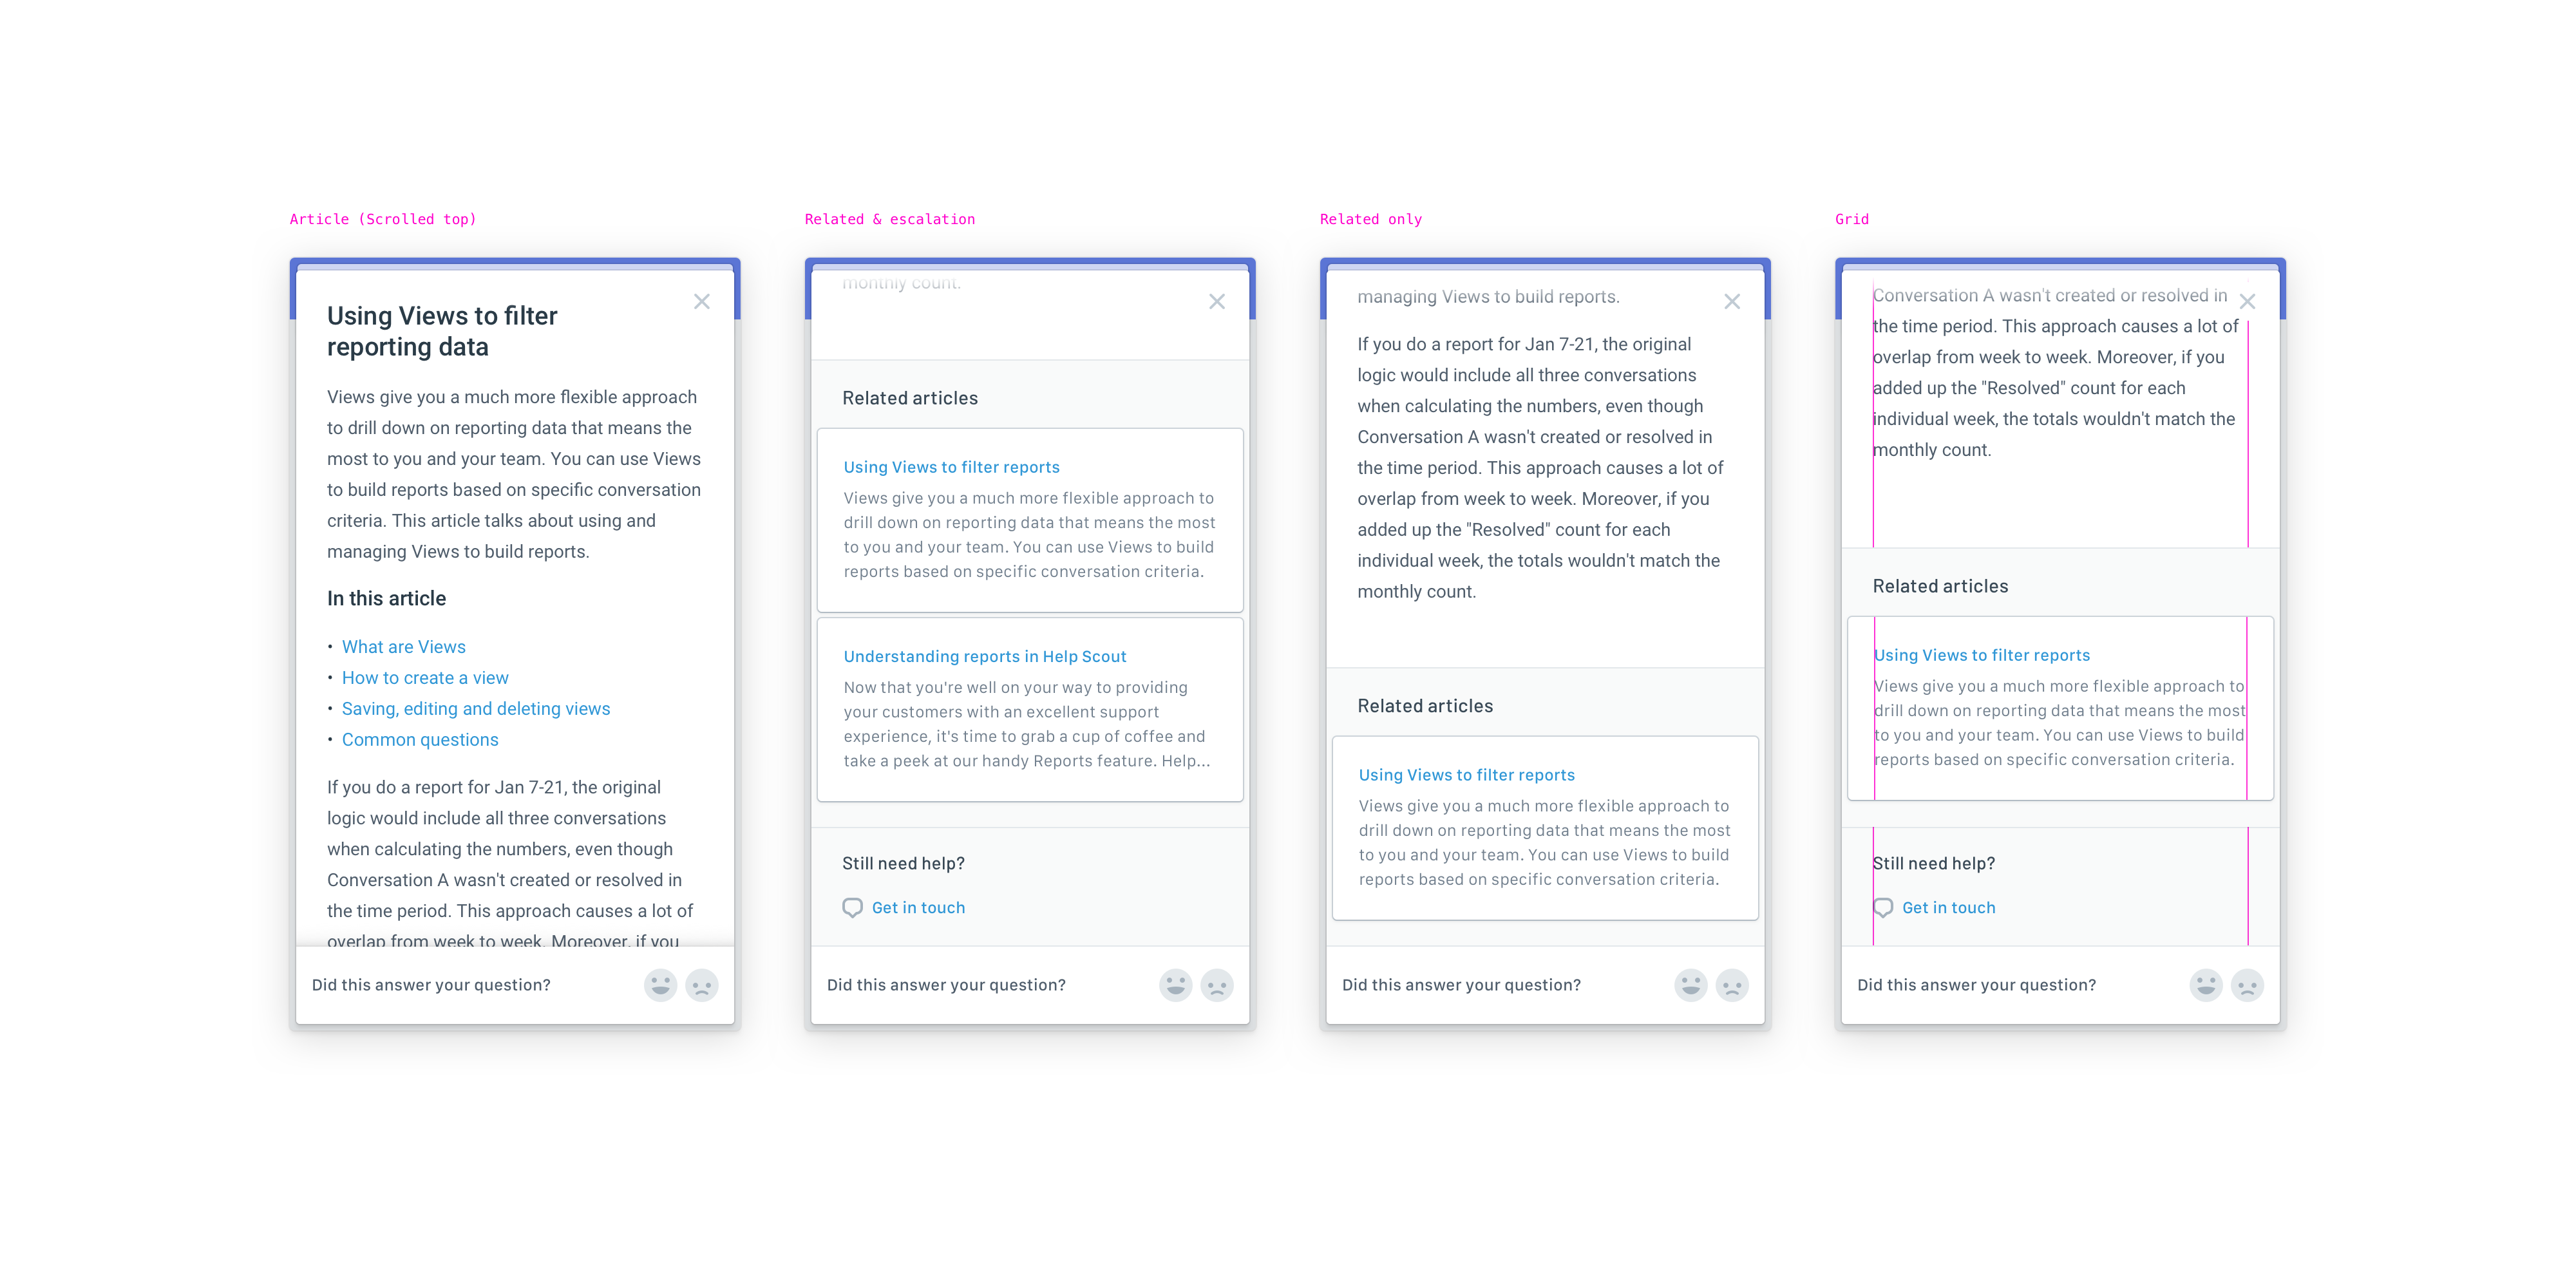 Article (Scrolled top)
Using Views to filter
reporting data
Views give you a much more flexible approach
to drill down on reporting data that means the
most to you and your team. You can use Views
to build reports based on specific conversation
criteria. This article talks about using and
managing Views to build reports.
In this article
• What are Views
• How to create a view
• Saving, editing and deleting views
• Common questions
If you do a report for Jan 7-21, the original
logic would include all three conversations
when calculating the numbers, even though
Conversation A wasn't created or resolved in
the time period. This approach causes a lot of
overlap from week to week. Moreover, if you
Did this answer your question?
Related & escalation
monthly count.
Related articles
Using Views to filter reports
Views give you a much more flexible approach to
drill down on reporting data that means the most
to you and your team. You can use Views to build
reports based on specific conversation criteria.
Understanding reports in Help Scout
Now that you're well on your way to providing
your customers with an excellent support
experience, it's time to grab a cup of coffee and
take a peek at our handy Reports feature. Help...
Still need help?
Get in touch
Did this answer your question?
Related only
managing Views to build reports.
If you do a report for Jan 7-21, the original
logic would include all three conversations
when calculating the numbers, even though
Conversation A wasn't created or resolved in
the time period. This approach causes a lot of
overlap from week to week. Moreover, if you
added up the "Resolved" count for each
individual week, the totals wouldn't match the
monthly count.
Related articles
Using Views to filter reports
Views give you a much more flexible approach to
drill down on reporting data that means the most
to you and your team. You can use Views to build
reports based on specific conversation criteria.
Did this answer your question?
Grid
Conversation A wasn't created or resolved in
the time period. This approach causes a lot of
overlap from week to week. Moreover, if you
added up the "Resolved" count for each
individual week, the totals wouldn't match the
monthly count.
Related articles
Using Views to filter reports
Views give you a much more flexible approach to
drill down on reporting data that means the most
to you and your team. You can use Views to build
reports based on specific conversation criteria.
Still need help?
Get in touch
Did this answer your question?